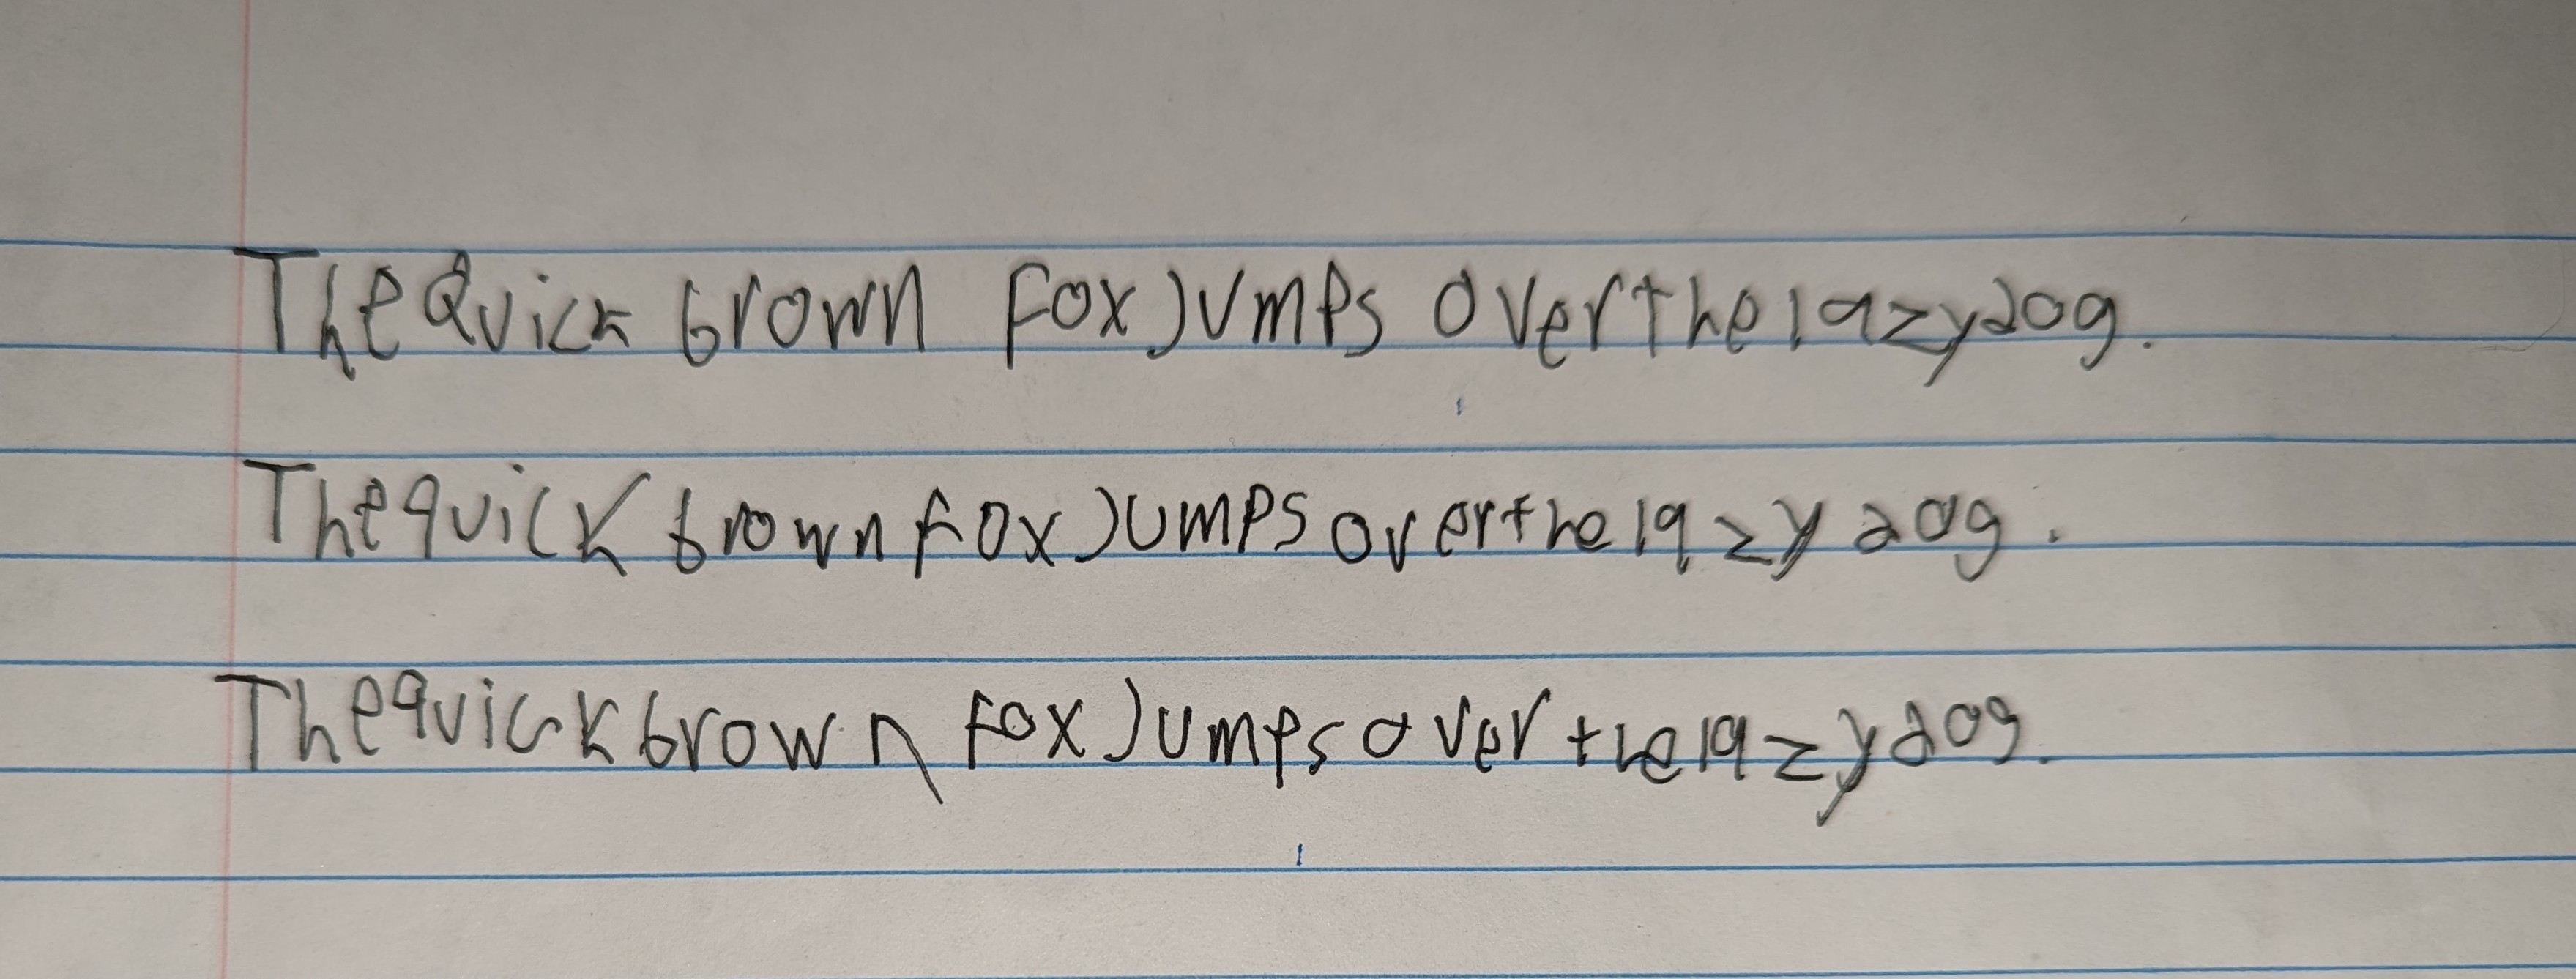 The Quick brown fox Jumps over the lazy dog.
The quick brown fox Jumps over the lazy dog.
The quick brown fox Jumps over the lazy dog.